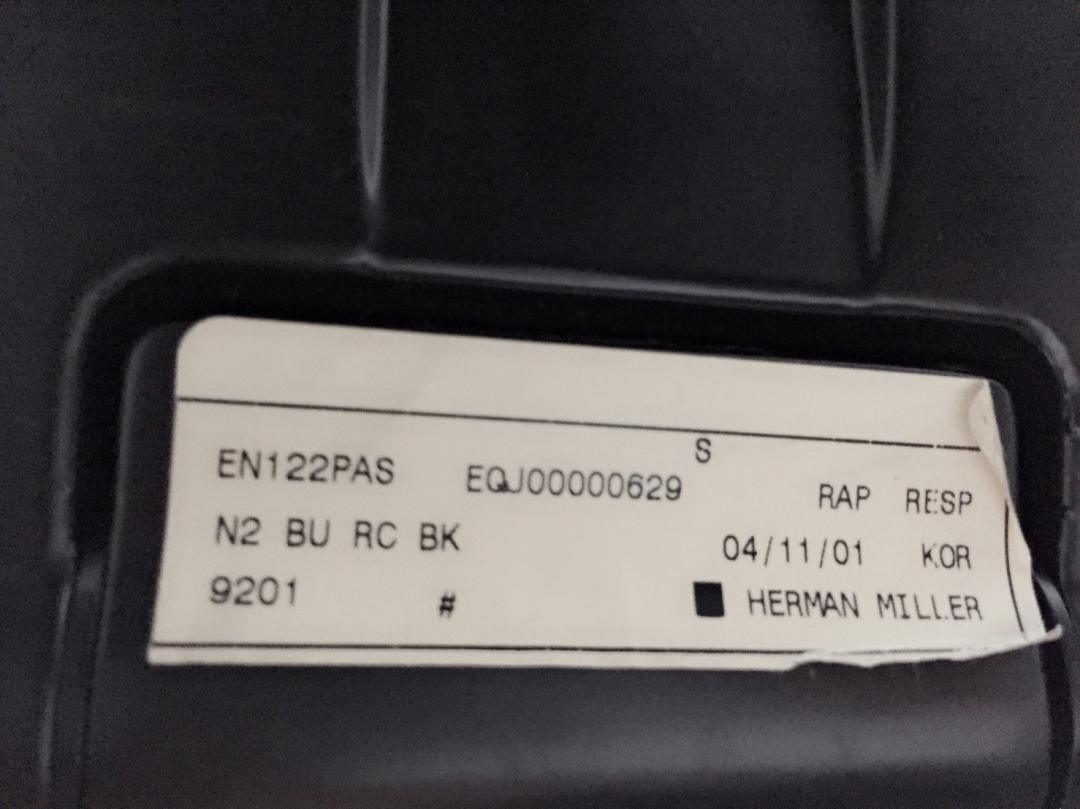 S
EN122PAS EQJ00000629 RAP RESP
N2 BU RC BK 04/11/01 KOR
9201 # HERMAN MILLER